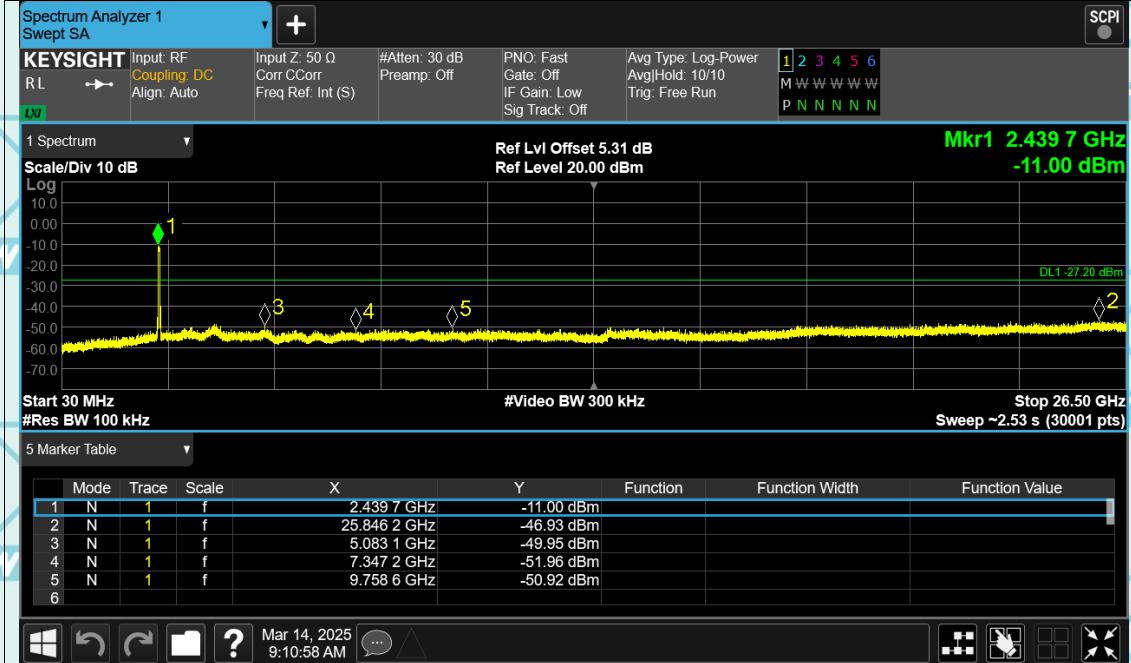 Spectrum Analyzer 1
Swept SA
+
SCPI
KEYSIGHT
RL
LXI
Input: RF
Coupling: DC
Align: Auto
Input Z: 50 Ω
Corr CCorr
Freq Ref: Int (S)
#Atten: 30 dB
Preamp: Off
PNO: Fast
Gate: Off
IF Gain: Low
Sig Track: Off
Avg Type: Log-Power
Avg|Hold: 10/10
Trig: Free Run
1 2 3 4 5 6
M W W W W W
P N N N N N
1 Spectrum
Scale/Div 10 dB
Ref Lvl Offset 5.31 dB
Ref Level 20.00 dBm
Mkr1 2.439 7 GHz
-11.00 dBm
Log
10.0
0.00
-10.0
-20.0
-30.0
-40.0
-50.0
-60.0
-70.0
1
3
4
5
2
DL1 -27.20 dBm
Start 30 MHz
#Video BW 300 kHz
Stop 26.50 GHz
#Res BW 100 kHz
Sweep ~2.53 s (30001 pts)
5 Marker Table
Mode Trace Scale X Y Function Function Width Function Value
1 N 1 f 2.439 7 GHz -11.00 dBm
2 N 1 f 25.846 2 GHz -46.93 dBm
3 N 1 f 5.083 1 GHz -49.95 dBm
4 N 1 f 7.347 2 GHz -51.96 dBm
5 N 1 f 9.758 6 GHz -50.92 dBm
6
?
Mar 14, 2025
9:10:58 AM